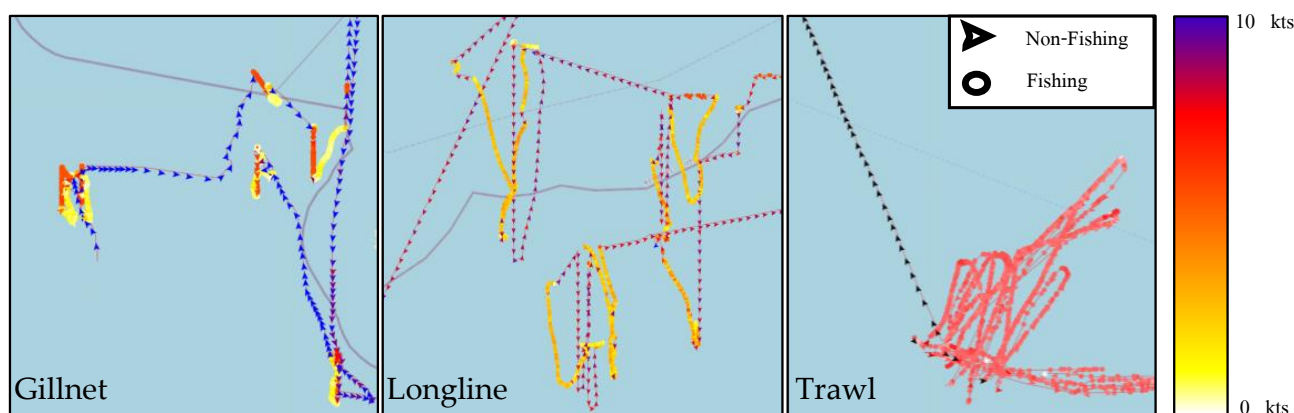 10 kts
Non-Fishing
Fishing
Gillnet
Longline
Trawl
0 kts